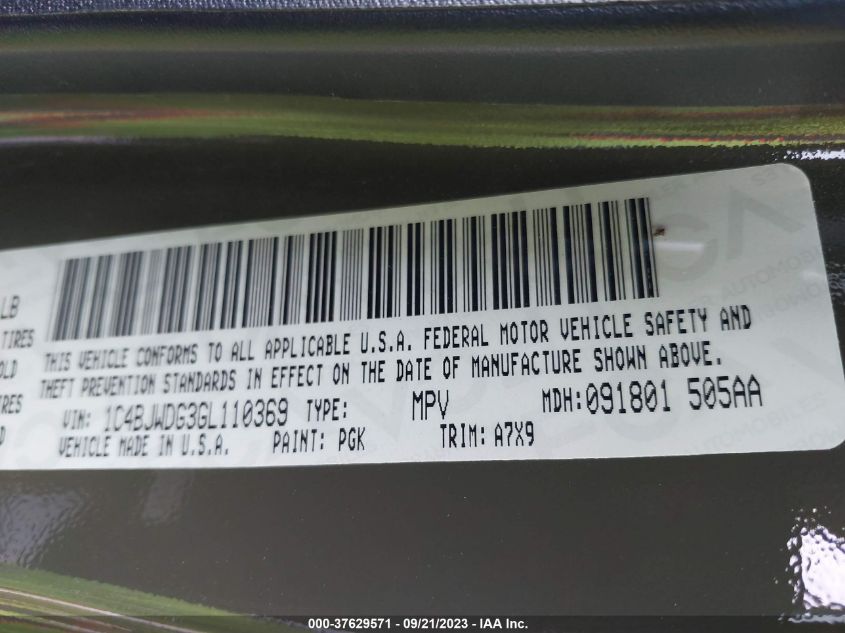 LB
TIRES
OLD
IRES
D
THIS VEHICLE CONFORMS TO ALL APPLICABLE U.S.A. FEDERAL MOTOR VEHICLE SAFETY AND
THEFT PREVENTION STANDARDS IN EFFECT ON THE DATE OF MANUFACTURE SHOWN ABOVE.
VIN: 1C4BJWDG3GL110369 TYPE: MPV MDH:091801 505AA
VEHICLE MADE IN U.S.A. PAINT: PGK TRIM: A7X9
000-37629571 / 09/21/2023 - IAA Inc.